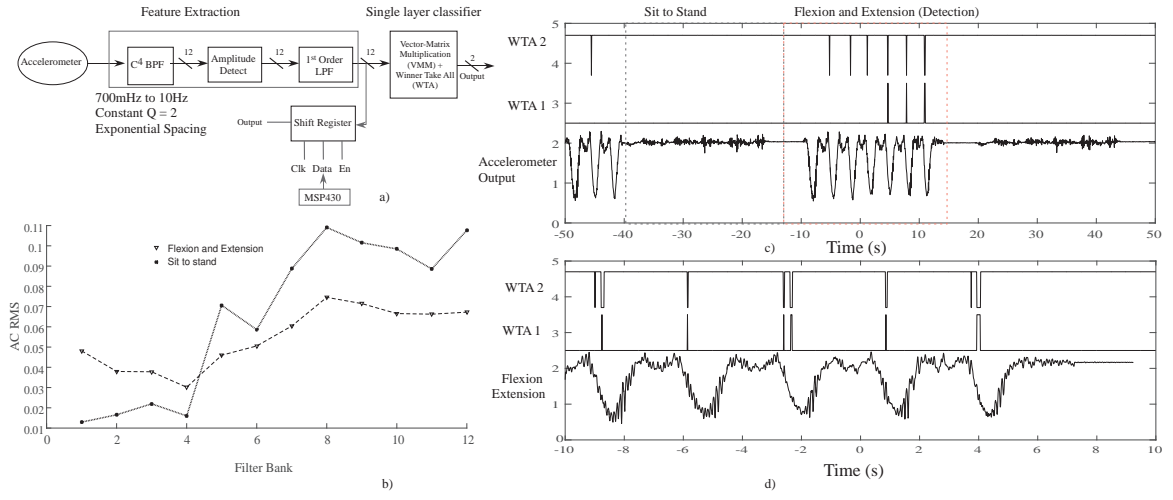 Feature Extraction
Single layer classifier
Accelerometer
12
12
12
2
C4 BPF
Amplitude
Detect
1st Order
LPF
Vector-Matrix
Multiplication
(VMM) +
Winner Take All
(WTA)
Output
700mHz to 10Hz
Constant Q = 2
Exponential Spacing
Output
Shift Register
Clk Data En
MSP430
a)
0.11
0.1
0.09
0.08
0.07
0.06
0.05
0.04
0.03
0.02
0.01
AC RMS
Flexion and Extension
Sit to stand
0 2 4 6 8 10 12
Filter Bank
b)
Sit to Stand
Flexion and Extension (Detection)
5
4
3
2
1
0
WTA 2
WTA 1
Accelerometer
Output
-50 -40 -30 -20 -10 0 10 20 30 40 50
c)
Time (s)
5
4
3
2
1
0
WTA 2
WTA 1
Flexion
Extension
-10 -8 -6 -4 -2 0 2 4 6 8 10
Time (s)
d)